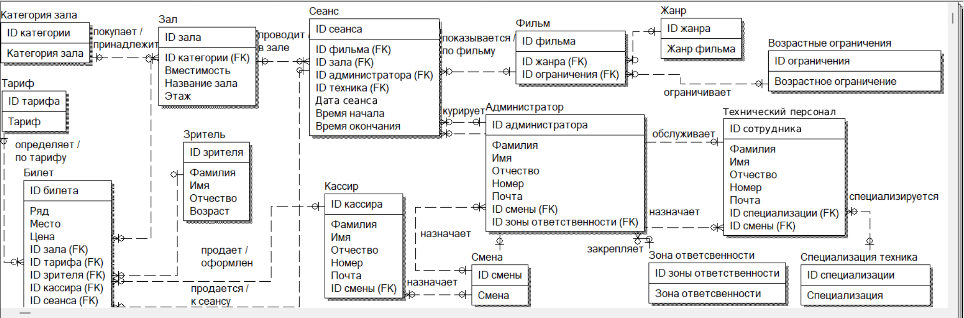 Категория зала
ID категории
Категория зала
покупает /
принадлежит
Зал
ID зала
ID категории (FK)
Вместимость
Название зала
Этаж
проводит /
в зале
Сеанс
ID сеанса
ID фильма (FK)
ID зала (FK)
ID администратора (FK)
ID техника (FK)
Дата сеанса
Время начала
Время окончания
показывается /
по фильму
Фильм
ID фильма
ID жанра (FK)
ID ограничения (FK)
Жанр
ID жанра
Жанр фильма
Возрастные ограничения
ID ограничения
Возрастное ограничение
ограничивает
Тариф
ID тарифа
Тариф
определяет /
по тарифу
Зритель
ID зрителя
Фамилия
Имя
Отчество
Возраст
курирует
Администратор
ID администратора
Фамилия
Имя
Отчество
Номер
Почта
ID смены (FK)
ID зоны ответственности (FK)
обслуживает
Технический персонал
ID сотрудника
Фамилия
Имя
Отчество
Номер
Почта
ID специализации (FK)
ID смены (FK)
специализируется
Билет
ID билета
Ряд
Место
Цена
ID зала (FK)
ID тарифа (FK)
ID зрителя (FK)
ID кассира (FK)
ID сеанса (FK)
продает /
оформлен
продается /
к сеансу
Кассир
ID кассира
Фамилия
Имя
Отчество
Номер
Почта
ID смены (FK)
назначает
назначает
назначает
закрепляет
Смена
ID смены
Смена
Зона ответсвенности
ID зоны ответственности
Зона ответсвенности
Специализация техника
ID специализации
Специализация